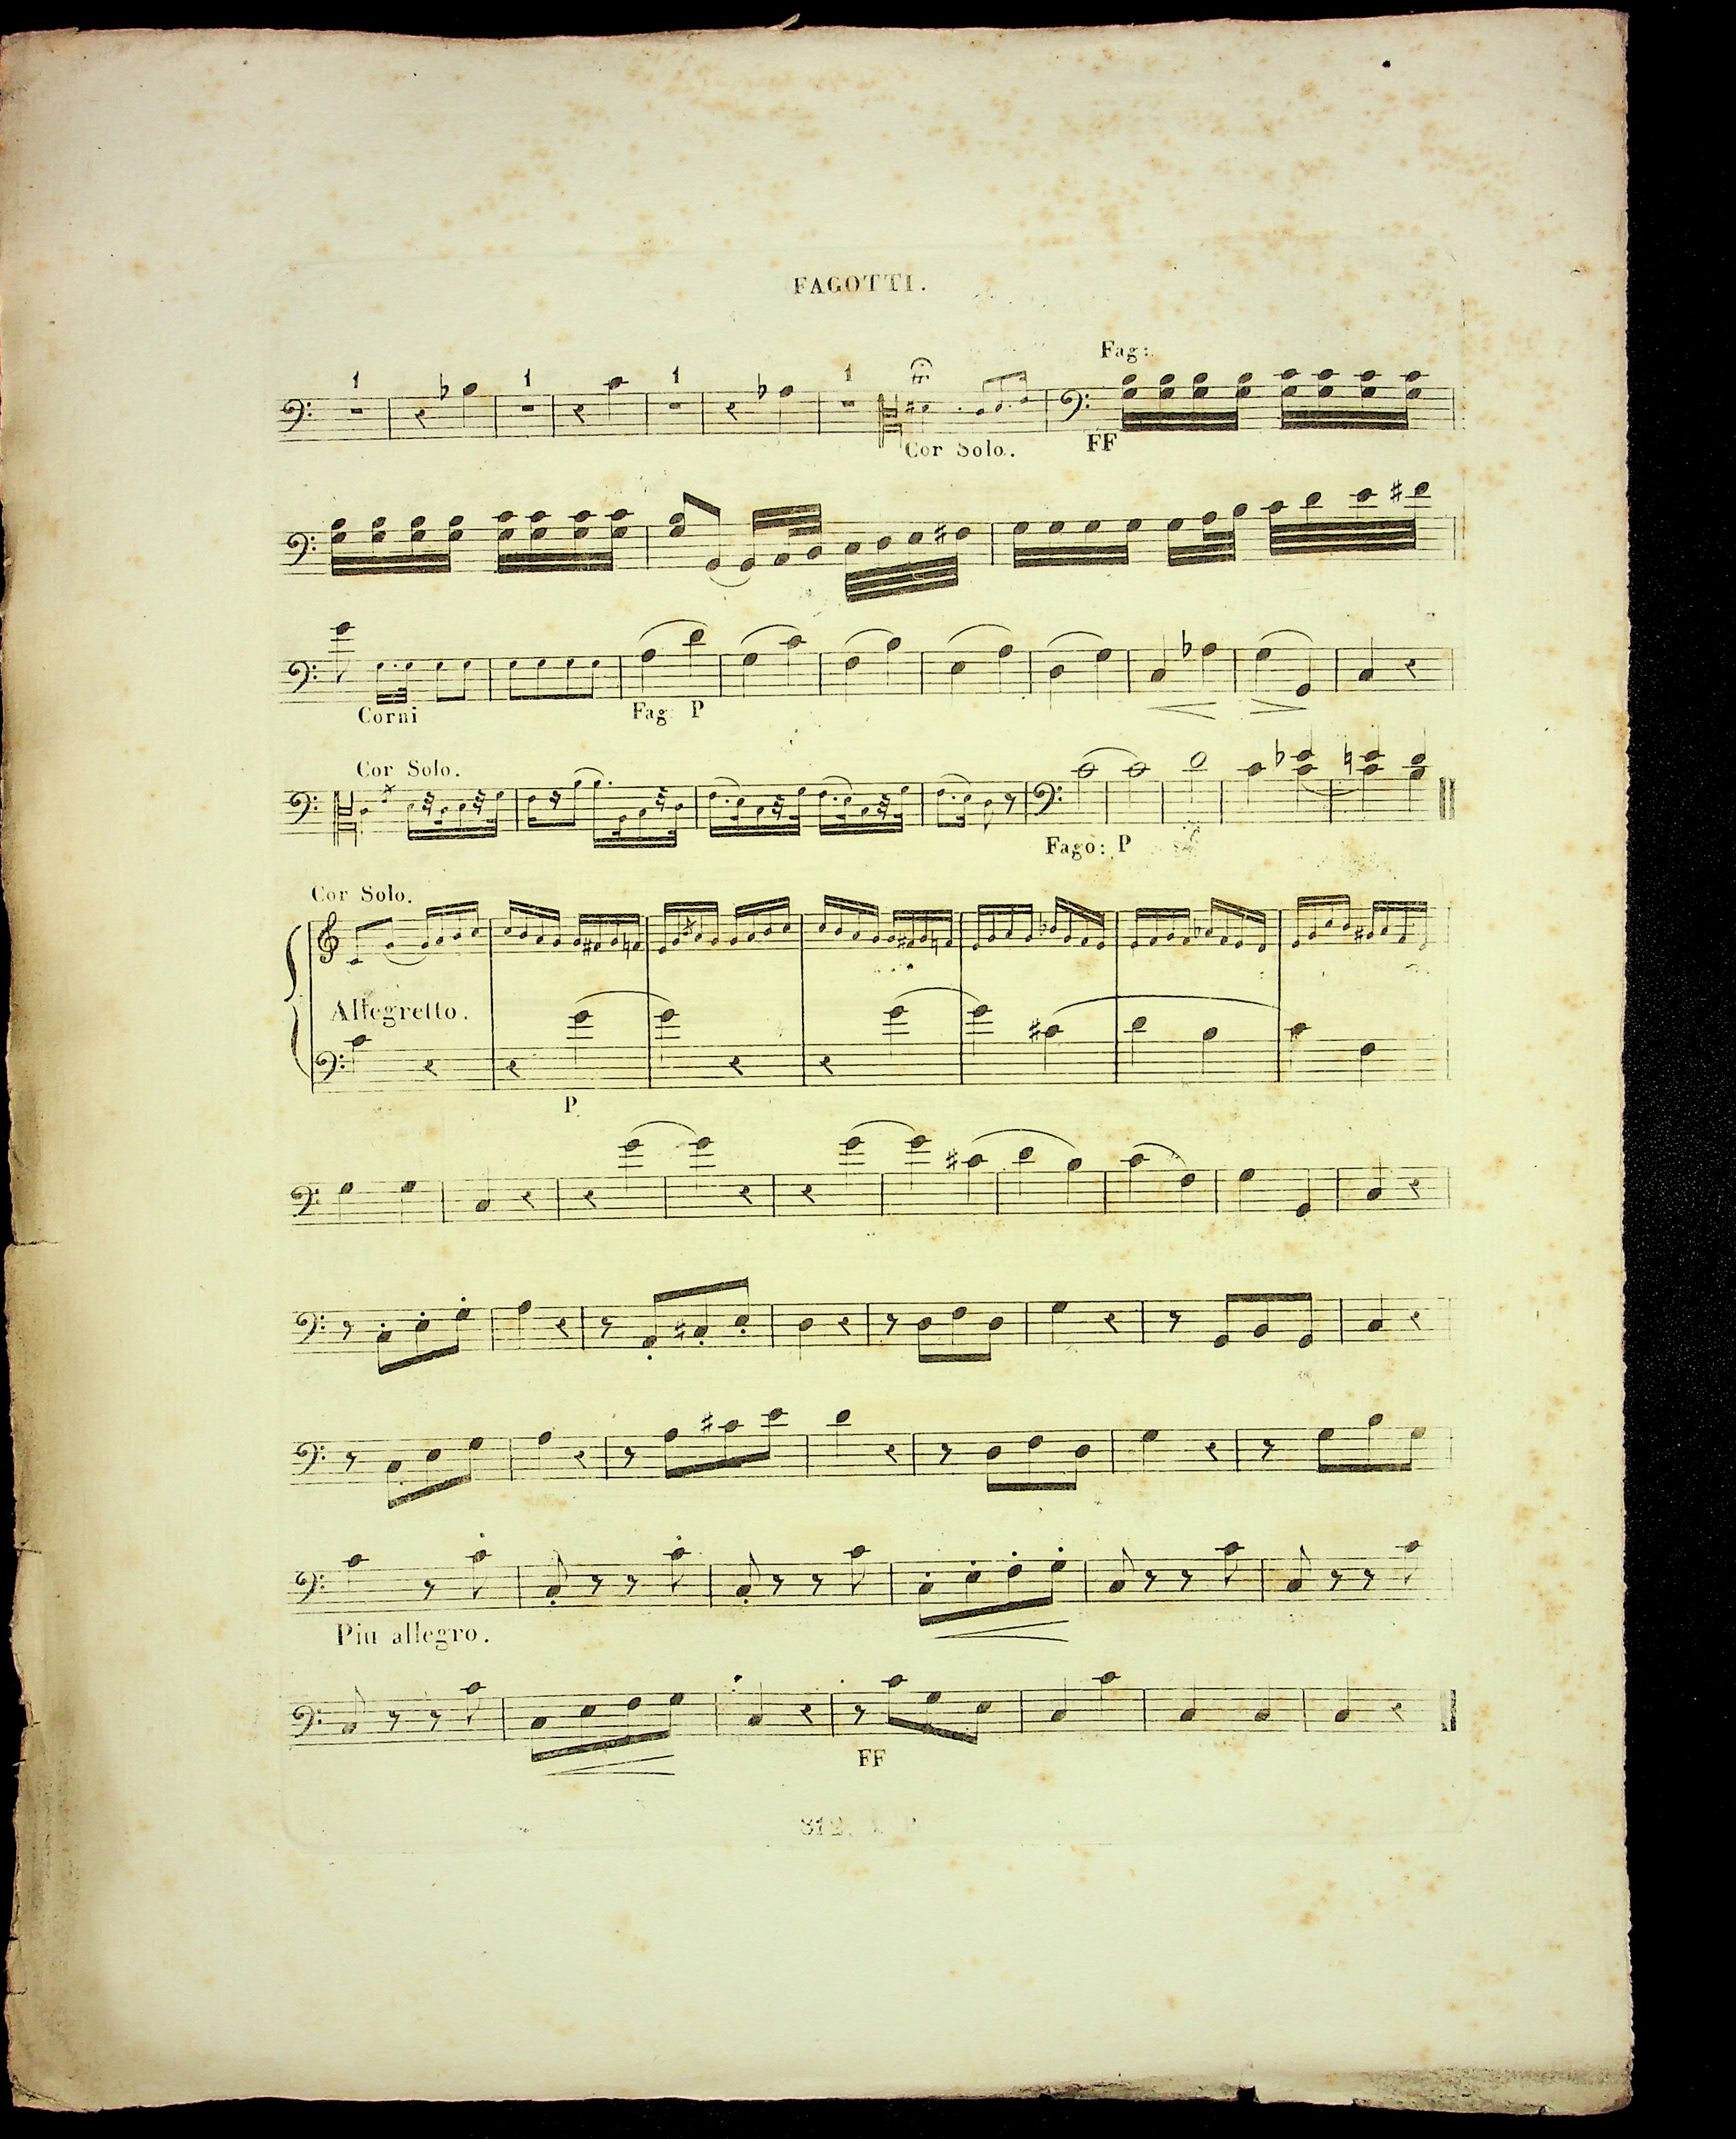 FAGOTTI.
Fag:
1 1 1 1
Cor Solo. FF
Corni Fag P
Cor Solo.
Fago: P
Cor Solo.
Allegretto.
P
Piu allegro.
FF
812.